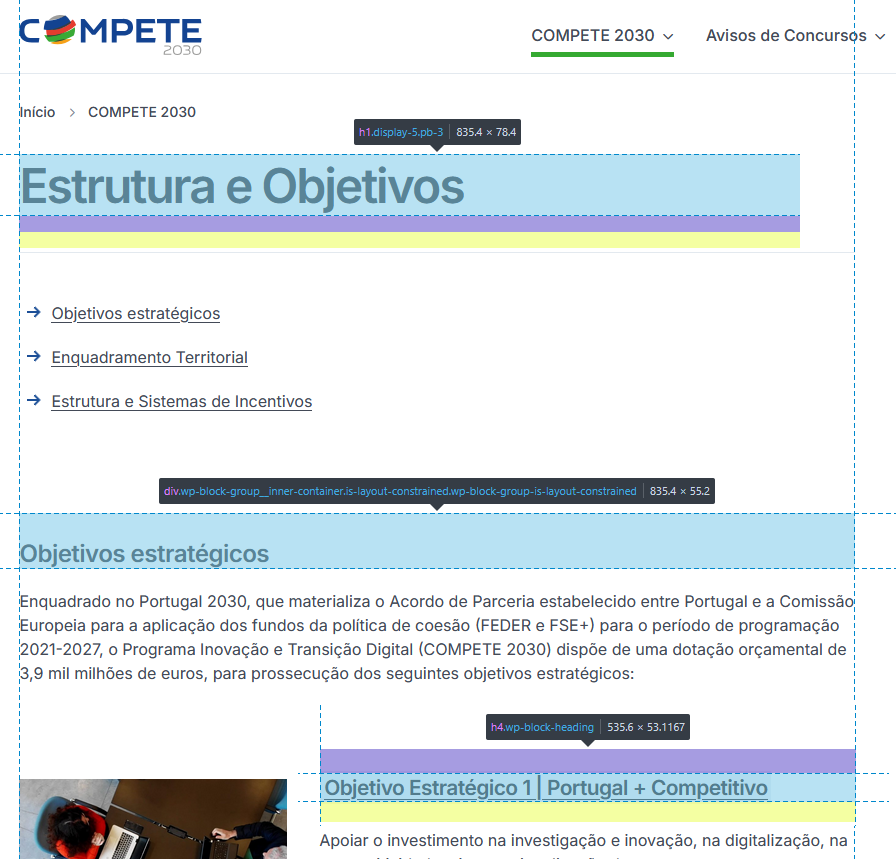 COMPETE
2030
COMPETE 2030
Avisos de Concursos
Início > COMPETE 2030
h1.display-5.pb-3 | 835.4 × 78.4
Estrutura e Objetivos
→ Objetivos estratégicos
→ Enquadramento Territorial
→ Estrutura e Sistemas de Incentivos
div.wp-block-group__inner-container.is-layout-constrained.wp-block-group-is-layout-constrained | 835.4 × 55.2
Objetivos estratégicos
Enquadrado no Portugal 2030, que materializa o Acordo de Parceria estabelecido entre Portugal e a Comissão
Europeia para a aplicação dos fundos da política de coesão (FEDER e FSE+) para o período de programação
2021-2027, o Programa Inovação e Transição Digital (COMPETE 2030) dispõe de uma dotação orçamental de
3,9 mil milhões de euros, para prossecução dos seguintes objetivos estratégicos:
h4.wp-block-heading | 535.6 × 53.1167
Objetivo Estratégico 1 | Portugal + Competitivo
Apoiar o investimento na investigação e inovação, na digitalização, na